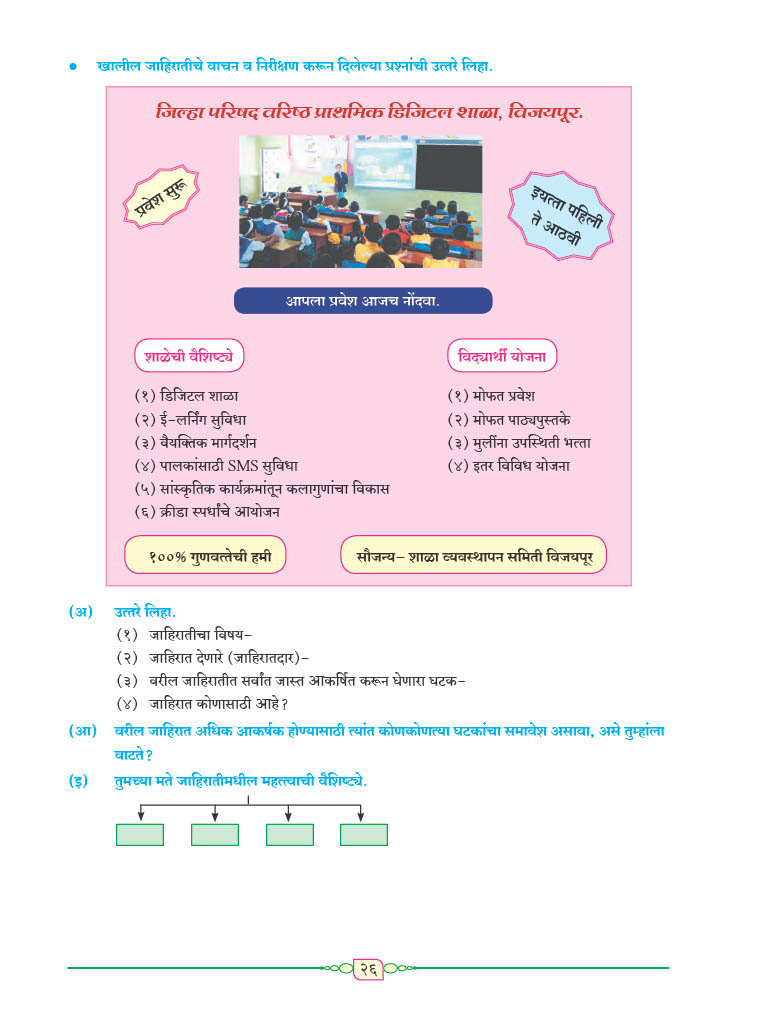 • खालील जाहिरातीचे वाचन व निरीक्षण करून दिलेल्या प्रश्नांची उत्तरे लिहा.
जिल्हा परिषद वरिष्ठ प्राथमिक डिजिटल शाळा, विजयपूर.
प्रवेश सुरू
इयत्ता पहिली
ते आठवी
आपला प्रवेश आजच नोंदवा.
शाळेची वैशिष्ट्ये
(१) डिजिटल शाळा
(२) ई-लर्निंग सुविधा
(३) वैयक्तिक मार्गदर्शन
(४) पालकांसाठी SMS सुविधा
(५) सांस्कृतिक कार्यक्रमांतून कलागुणांचा विकास
(६) क्रीडा स्पर्धांचे आयोजन
विद्यार्थी योजना
(१) मोफत प्रवेश
(२) मोफत पाठ्यपुस्तके
(३) मुलींना उपस्थिती भत्ता
(४) इतर विविध योजना
१००% गुणवत्तेची हमी
सौजन्य- शाळा व्यवस्थापन समिती विजयपूर
(अ) उत्तरे लिहा.
(१) जाहिरातीचा विषय-
(२) जाहिरात देणारे (जाहिरातदार)-
(३) वरील जाहिरातीत सर्वांत जास्त आकर्षित करून घेणारा घटक-
(४) जाहिरात कोणासाठी आहे?
(आ) वरील जाहिरात अधिक आकर्षक होण्यासाठी त्यांत कोणकोणत्या घटकांचा समावेश असावा, असे तुम्हांला
वाटते?
(इ) तुमच्या मते जाहिरातीमधील महत्त्वाची वैशिष्ट्ये.
२६